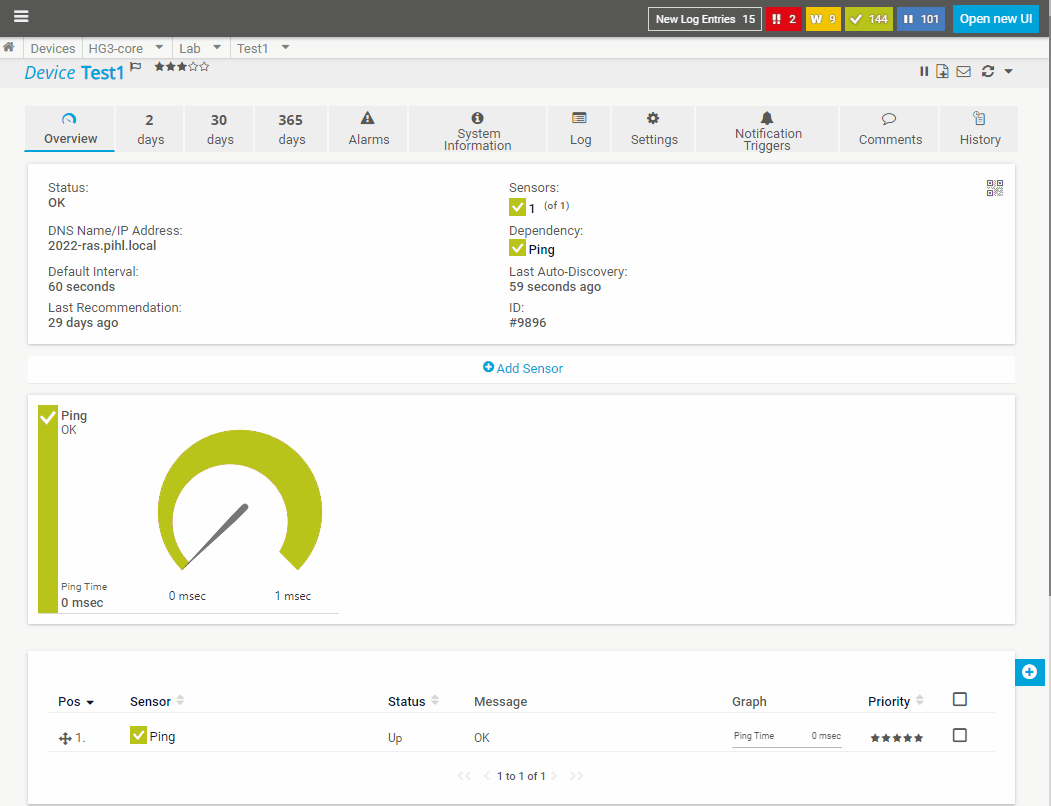 New Log Entries 15
!! 2
W 9
144
101
Open new UI
Devices
HG3-core
Lab
Test1
Device Test1
Overview
2
days
30
days
365
days
Alarms
System
Information
Log
Settings
Notification
Triggers
Comments
History
Status:
OK
Sensors:
1 (of 1)
DNS Name/IP Address:
2022-ras.pihl.local
Dependency:
Ping
Default Interval:
60 seconds
Last Auto-Discovery:
59 seconds ago
Last Recommendation:
29 days ago
ID:
#9896
Add Sensor
Ping
OK
Ping Time
0 msec
0 msec
1 msec
Pos Sensor Status Message Graph Priority
1. Ping Up OK Ping Time 0 msec
<< < 1 to 1 of 1 > >>